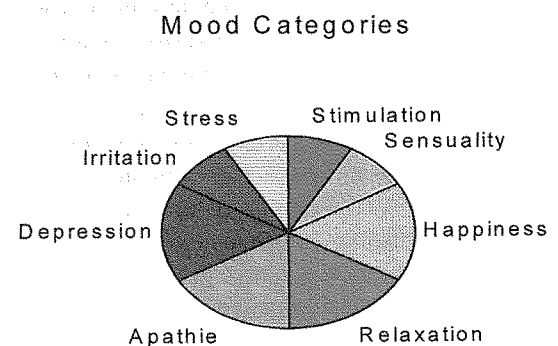 Mood Categories
Stress
Stimulation
Sensuality
Irritation
Happiness
Depression
Relaxation
Apathie